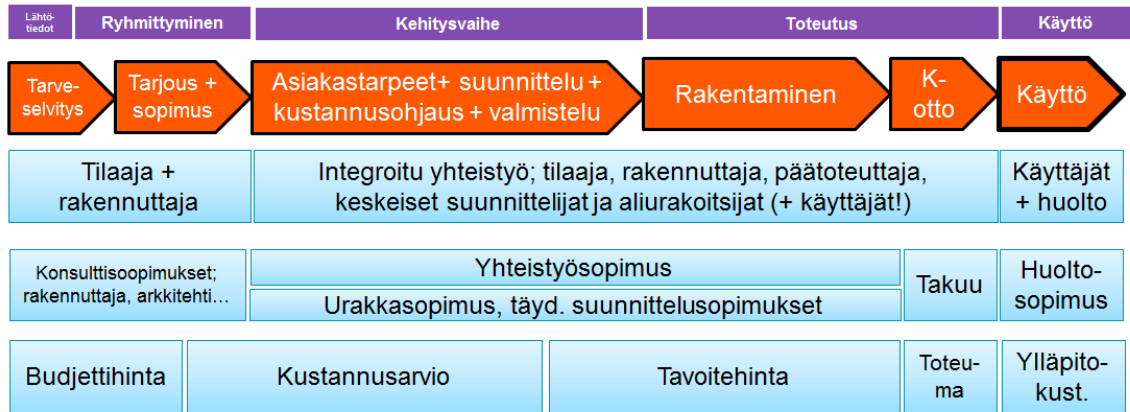 Lähtö-
tiedot
Ryhmittyminen
Kehitysvaihe
Toteutus
Käyttö
Tarve-
selvitys
Tarjous +
sopimus
Asiakastarpeet+ suunnittelu +
kustannusohjaus + valmistelu
Rakentaminen
K-
otto
Käyttö
Tilaaja +
rakennuttaja
Integroitu yhteistyö; tilaaja, rakennuttaja, päätoteuttaja,
keskeiset suunnittelijat ja aliurakoitsijat (+ käyttäjät!)
Käyttäjät
+ huolto
Konsulttisoopimukset;
rakennuttaja, arkkitehti…
Yhteistyösopimus
Urakkasopimus, täyd. suunnittelusopimukset
Takuu
Huolto-
sopimus
Budjettihinta
Kustannusarvio
Tavoitehinta
Toteu-
ma
Ylläpito-
kust.